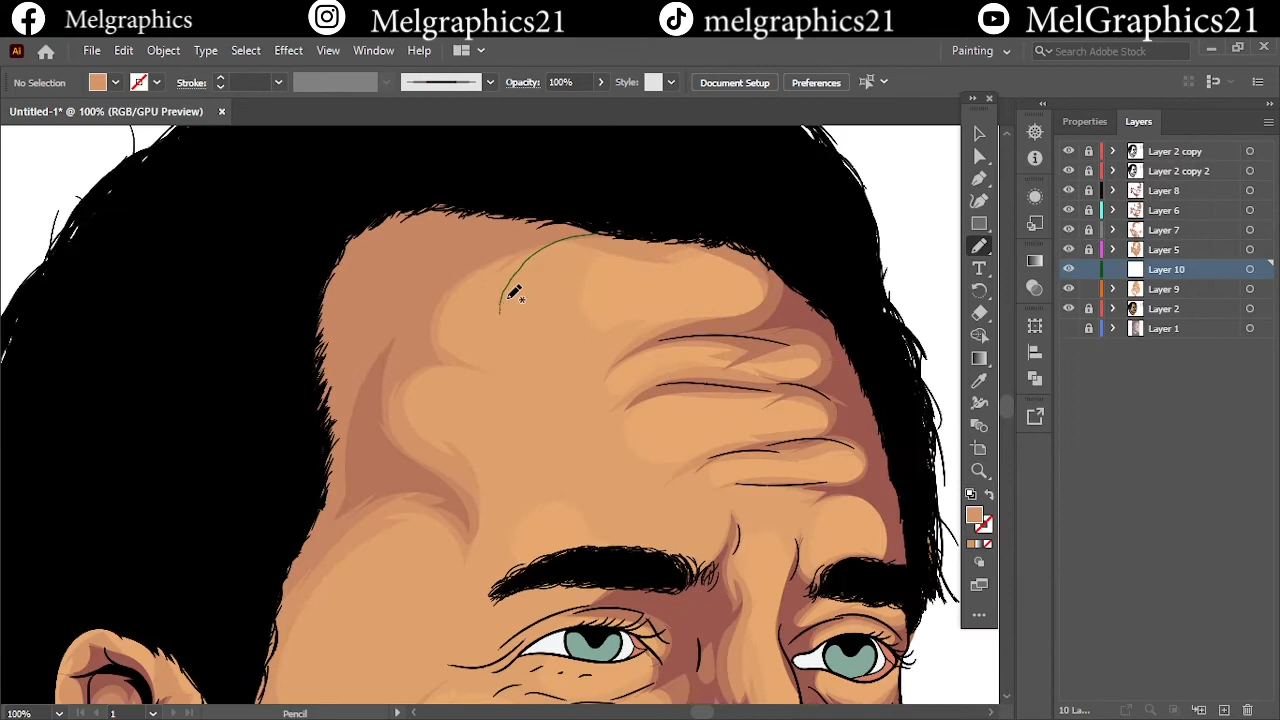 Melgraphics Melgraphics21 melgraphics21 MelGraphics21
Ai File Edit Object Type Select Effect View Window Help Painting Search Adobe Stock
No Selection Stroke: Opacity: 100% Style: Document Setup Preferences
Untitled-1* @ 100% (RGB/GPU Preview)
Properties Layers
Layer 2 copy
Layer 2 copy 2
Layer 8
Layer 6
Layer 7
Layer 5
Layer 10
Layer 9
Layer 2
Layer 1
100% 1 Pencil 10 La...